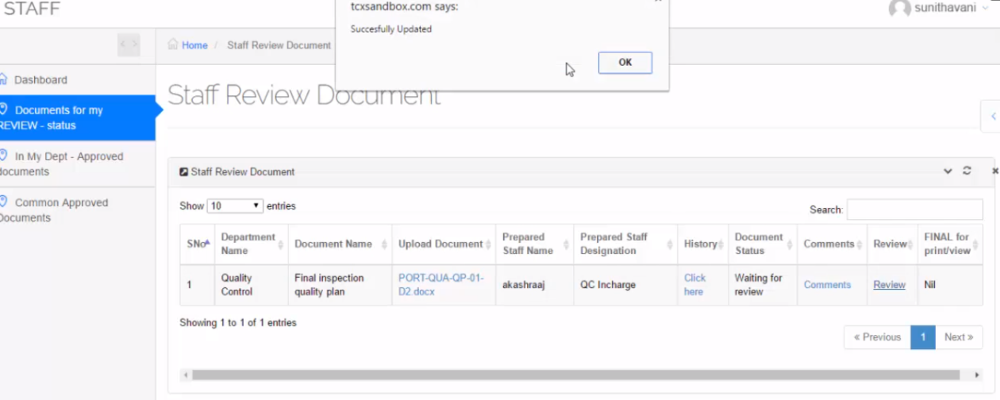 STAFF
tcxsandbox.com says:
Succesfully Updated
OK
sunithavani
Home / Staff Review Document
Dashboard
Documents for my
REVIEW - status
In My Dept - Approved
documents
Common Approved
Documents
Staff Review Document
Staff Review Document
Show 10 entries
Search:
SNo Department Name Document Name Upload Document Prepared Staff Name Prepared Staff Designation History Document Status Comments Review FINAL for print/view
1 Quality Control Final inspection quality plan PORT-QUA-QP-01-D2.docx akashraaj QC Incharge Click here Waiting for review Comments Review Nil
Showing 1 to 1 of 1 entries
« Previous 1 Next »